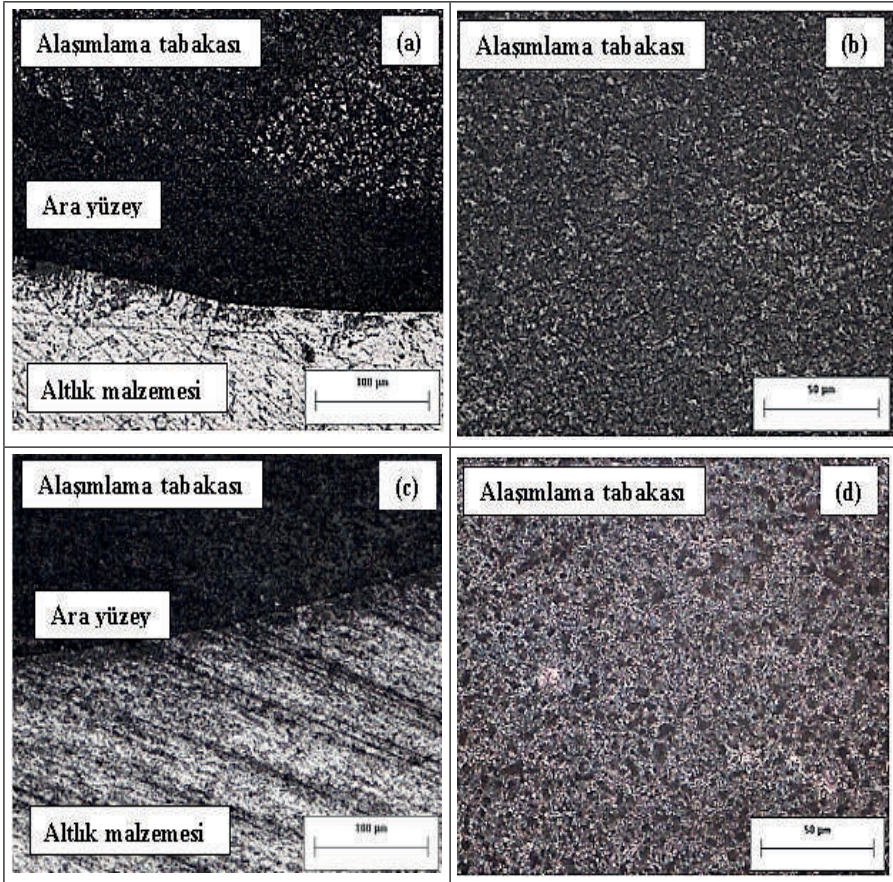 Alaşımlama tabakası
(a)
Ara yüzey
Altlık malzemesi
100 µm
Alaşımlama tabakası
(b)
50 µm
Alaşımlama tabakası
(c)
Ara yüzey
Altlık malzemesi
100 µm
Alaşımlama tabakası
(d)
50 µm